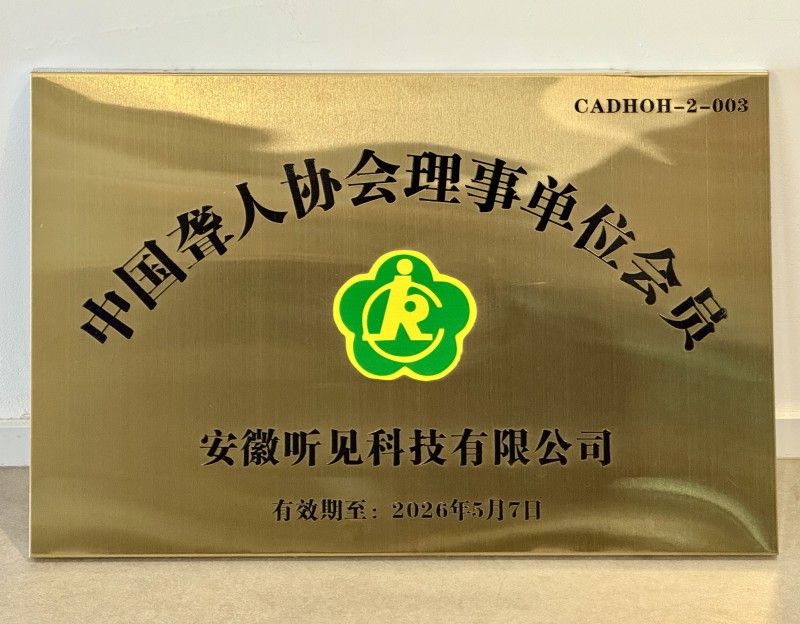 CADHOH-2-003
中国聋人协会理事单位会员
安徽听见科技有限公司
有效期至：2026年5月7日